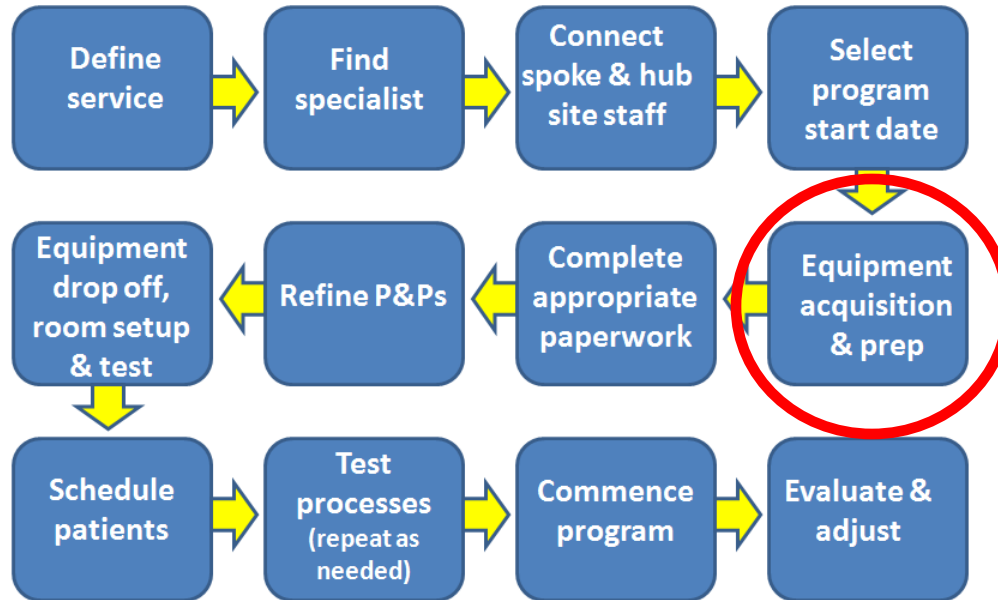 Define
service
Find
specialist
Connect
spoke & hub
site staff
Select
program
start date
Equipment
acquisition
& prep
Complete
appropriate
paperwork
Refine P&Ps
Equipment
drop off,
room setup
& test
Schedule
patients
Test
processes
(repeat as
needed)
Commence
program
Evaluate &
adjust